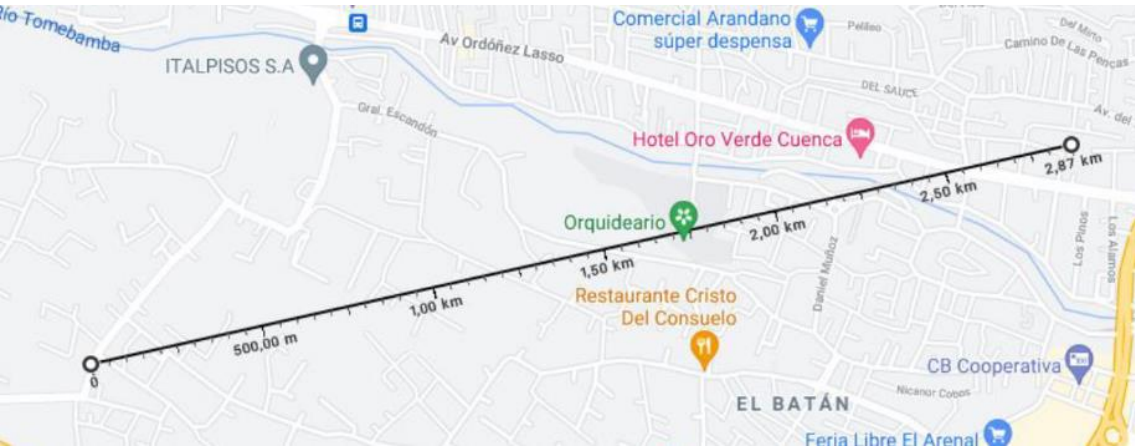 Río Tomebamba
ITALPISOS S.A
Av Ordóñez Lasso
Comercial Arandano
súper despensa
Pelileo
Del Mirto
Camino De Las Pencas
DEL SAUCE
Av. del
Gral. Escandón
Hotel Oro Verde Cuenca
2,87 km
2,50 km
Orquideario
2,00 km
1,50 km
1,00 km
500,00 m
0
Daniel Muñoz
Los Pinos
Los Alamos
Restaurante Cristo
Del Consuelo
CB Cooperativa
Nicanor Cobos
EL BATÁN
Feria Libre El Arenal